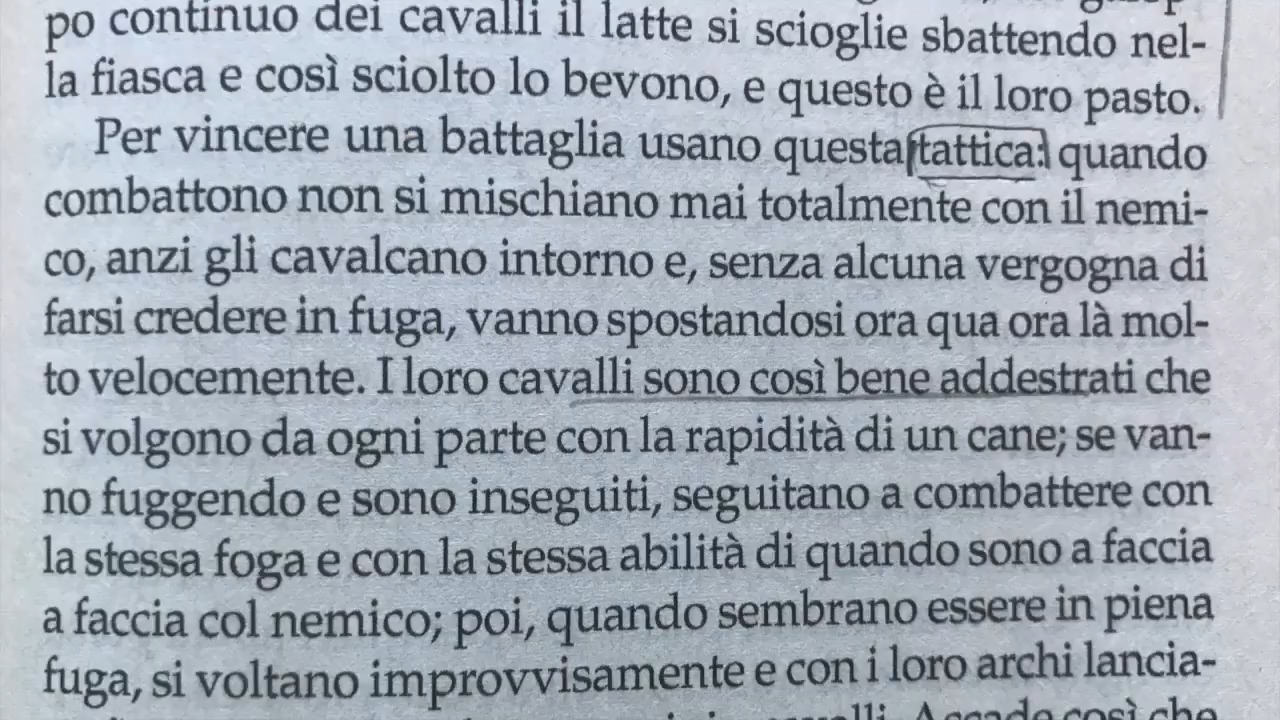 po continuo dei cavalli il latte si scioglie sbattendo nel-
la fiasca e così sciolto lo bevono, e questo è il loro pasto.
Per vincere una battaglia usano questa tattica: quando
combattono non si mischiano mai totalmente con il nemi-
co, anzi gli cavalcano intorno e, senza alcuna vergogna di
farsi credere in fuga, vanno spostandosi ora qua ora là mol-
to velocemente. I loro cavalli sono così bene addestrati che
si volgono da ogni parte con la rapidità di un cane; se van-
no fuggendo e sono inseguiti, seguitano a combattere con
la stessa foga e con la stessa abilità di quando sono a faccia
a faccia col nemico; poi, quando sembrano essere in piena
fuga, si voltano improvvisamente e con i loro archi lancia-
Accade così che